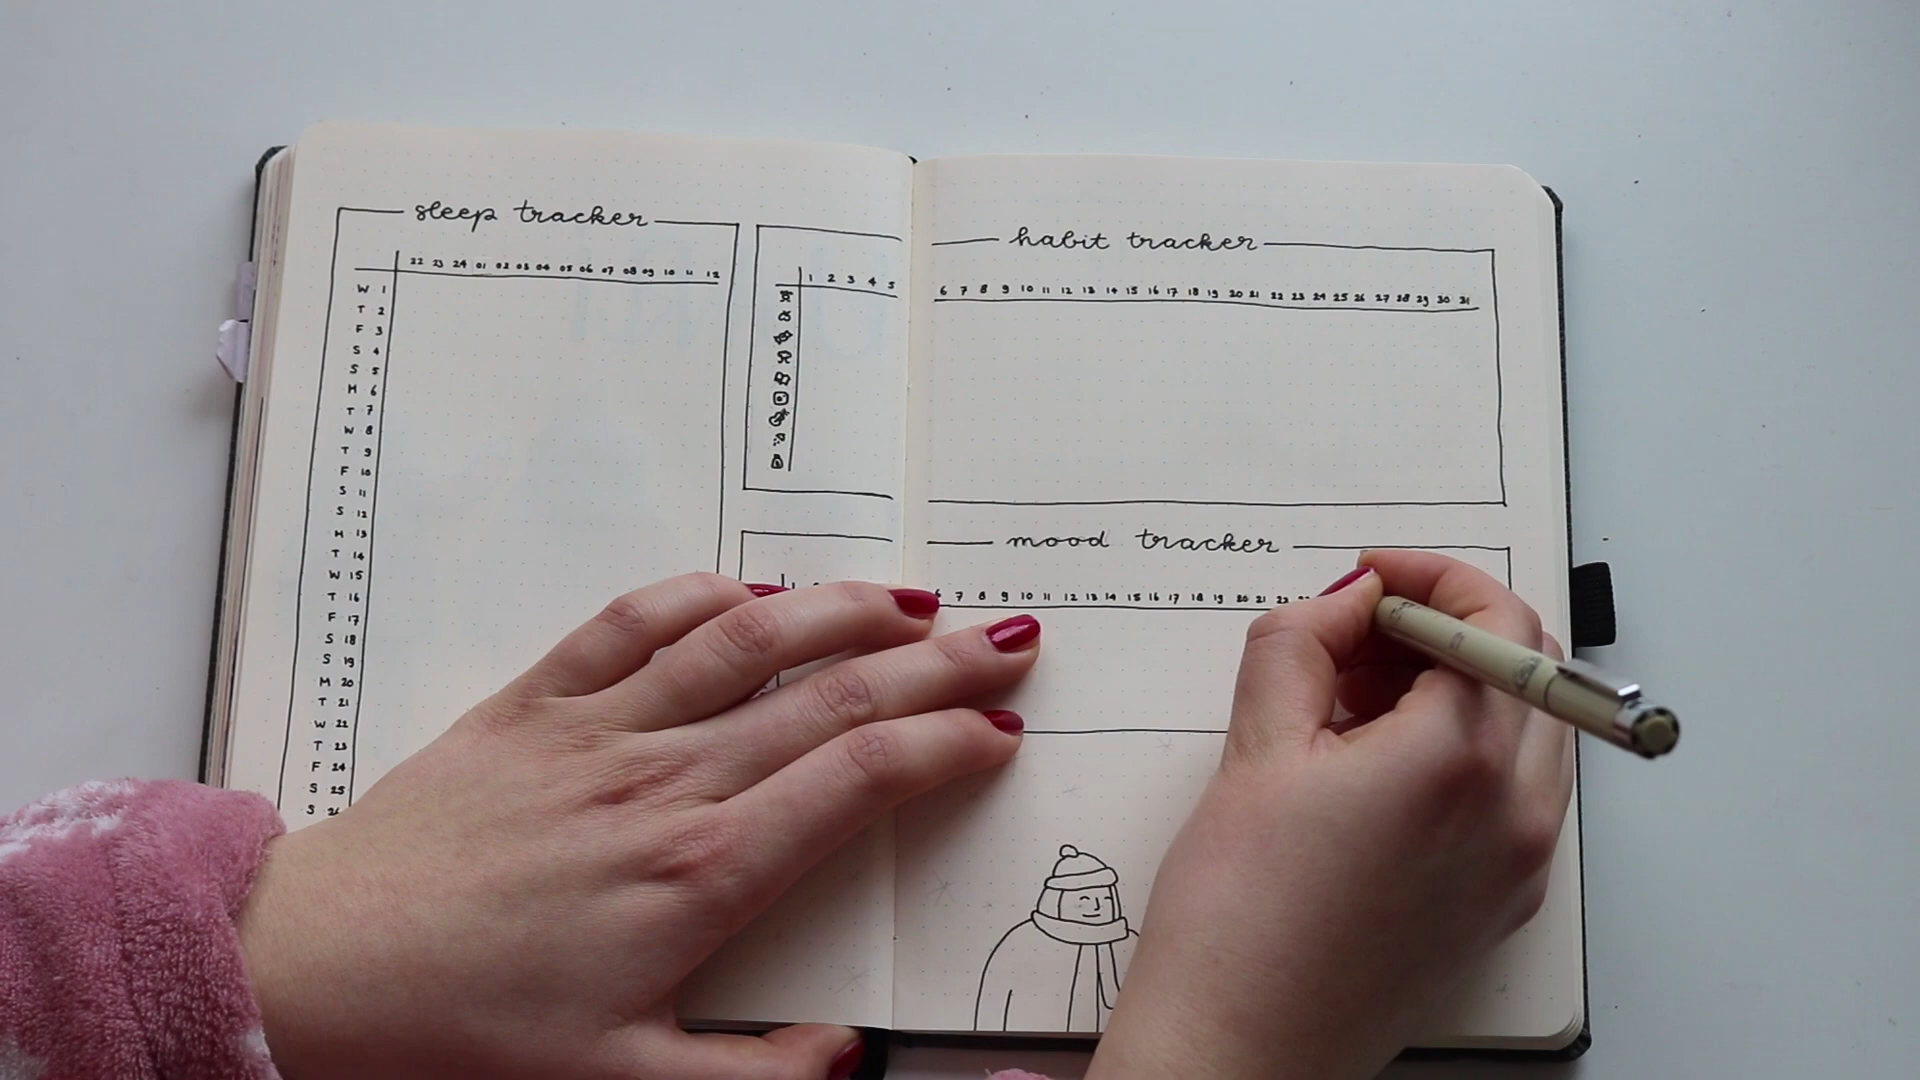 sleep tracker
22 23 24 01 02 03 04 05 06 07 08 09 10 11 12
W 1
T 2
F 3
S 4
S 5
M 6
T 7
W 8
T 9
F 10
S 11
S 12
M 13
T 14
W 15
T 16
F 17
S 18
S 19
M 20
T 21
W 22
T 23
F 24
S 25
S 26
habit tracker
1 2 3 4 5 6 7 8 9 10 11 12 13 14 15 16 17 18 19 20 21 22 23 24 25 26 27 28 29 30 31
mood tracker
6 7 8 9 10 11 12 13 14 15 16 17 18 19 20 21 22